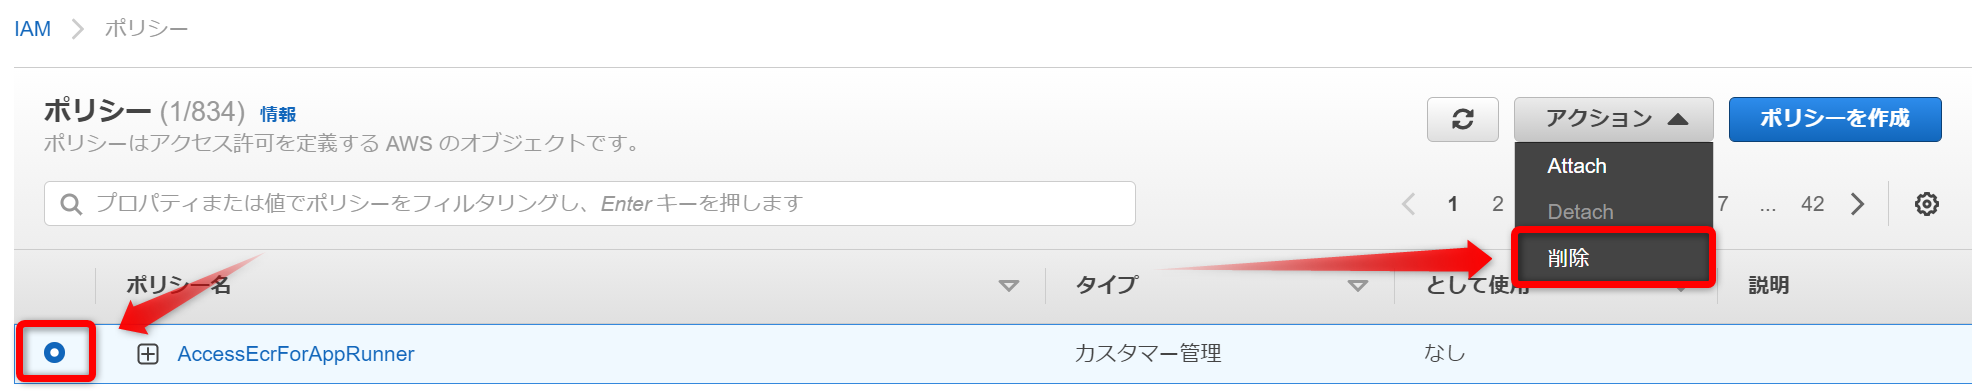 IAM > ポリシー
ポリシー (1/834) 情報
ポリシーはアクセス許可を定義する AWS のオブジェクトです。
アクション
ポリシーを作成
Attach
Detach
削除
プロパティまたは値でポリシーをフィルタリングし、Enter キーを押します
1 2 7 ... 42
ポリシー名 タイプ として使用 説明
AccessEcrForAppRunner カスタマー管理 なし